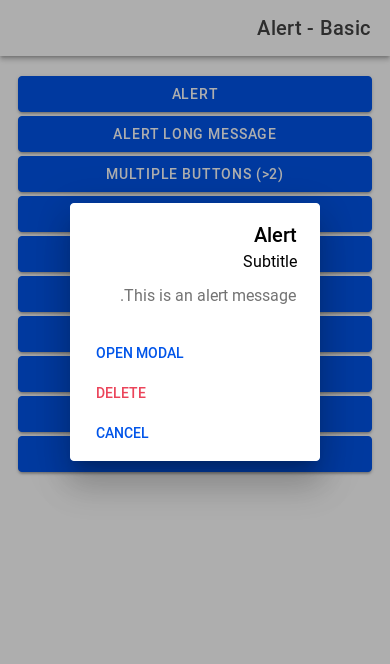 Alert - Basic
ALERT
ALERT LONG MESSAGE
MULTIPLE BUTTONS (>2)
Alert
Subtitle
.This is an alert message
OPEN MODAL
DELETE
CANCEL